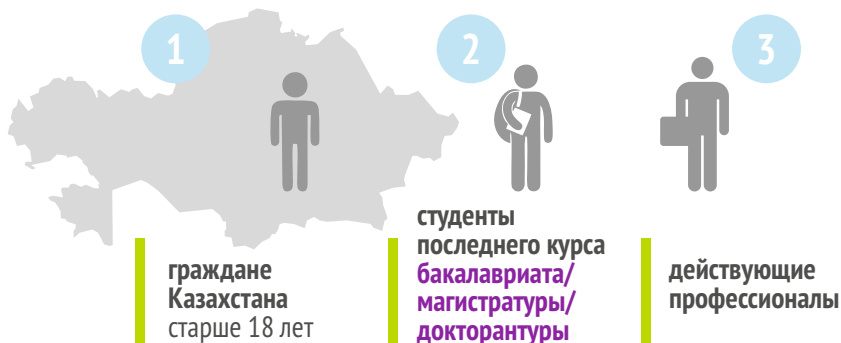 1
граждане
Казахстана
старше 18 лет
2
студенты
последнего курса
бакалавриата/
магистратуры/
докторантуры
3
действующие
профессионалы